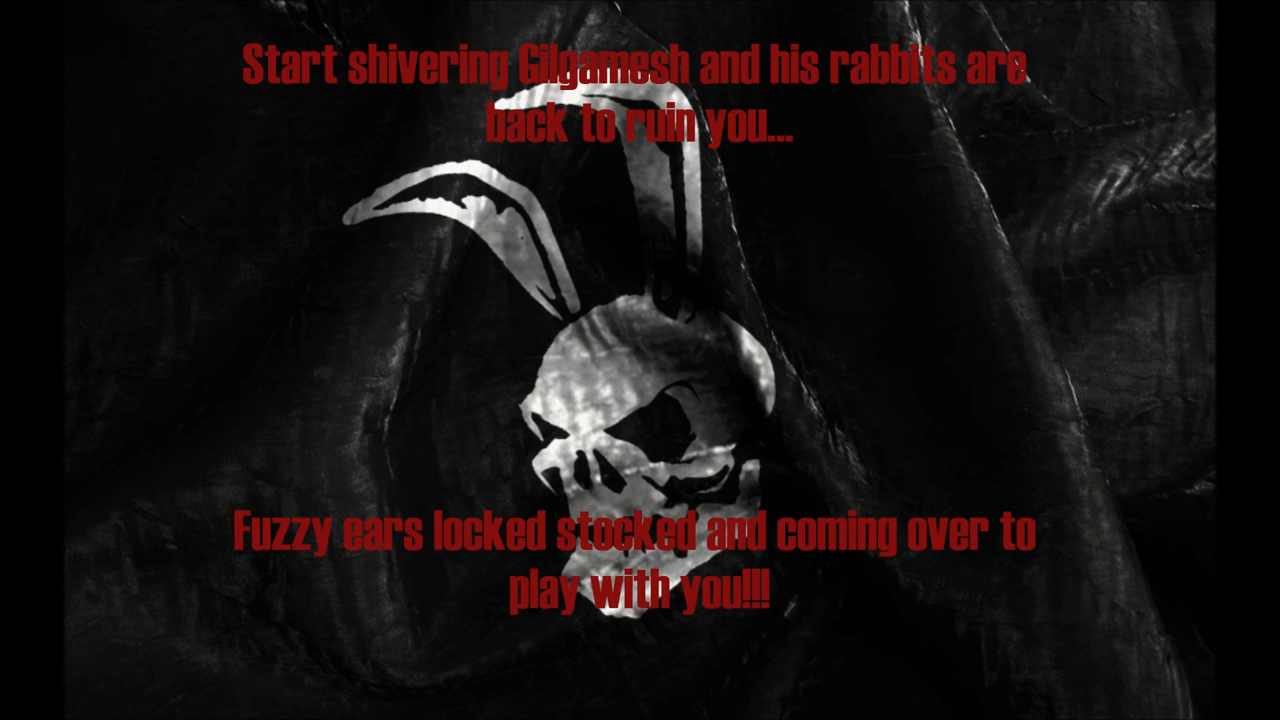 Start shivering Gilgamesh and his rabbits are
back to ruin you...
Fuzzy ears locked stocked and coming over to
play with you!!!